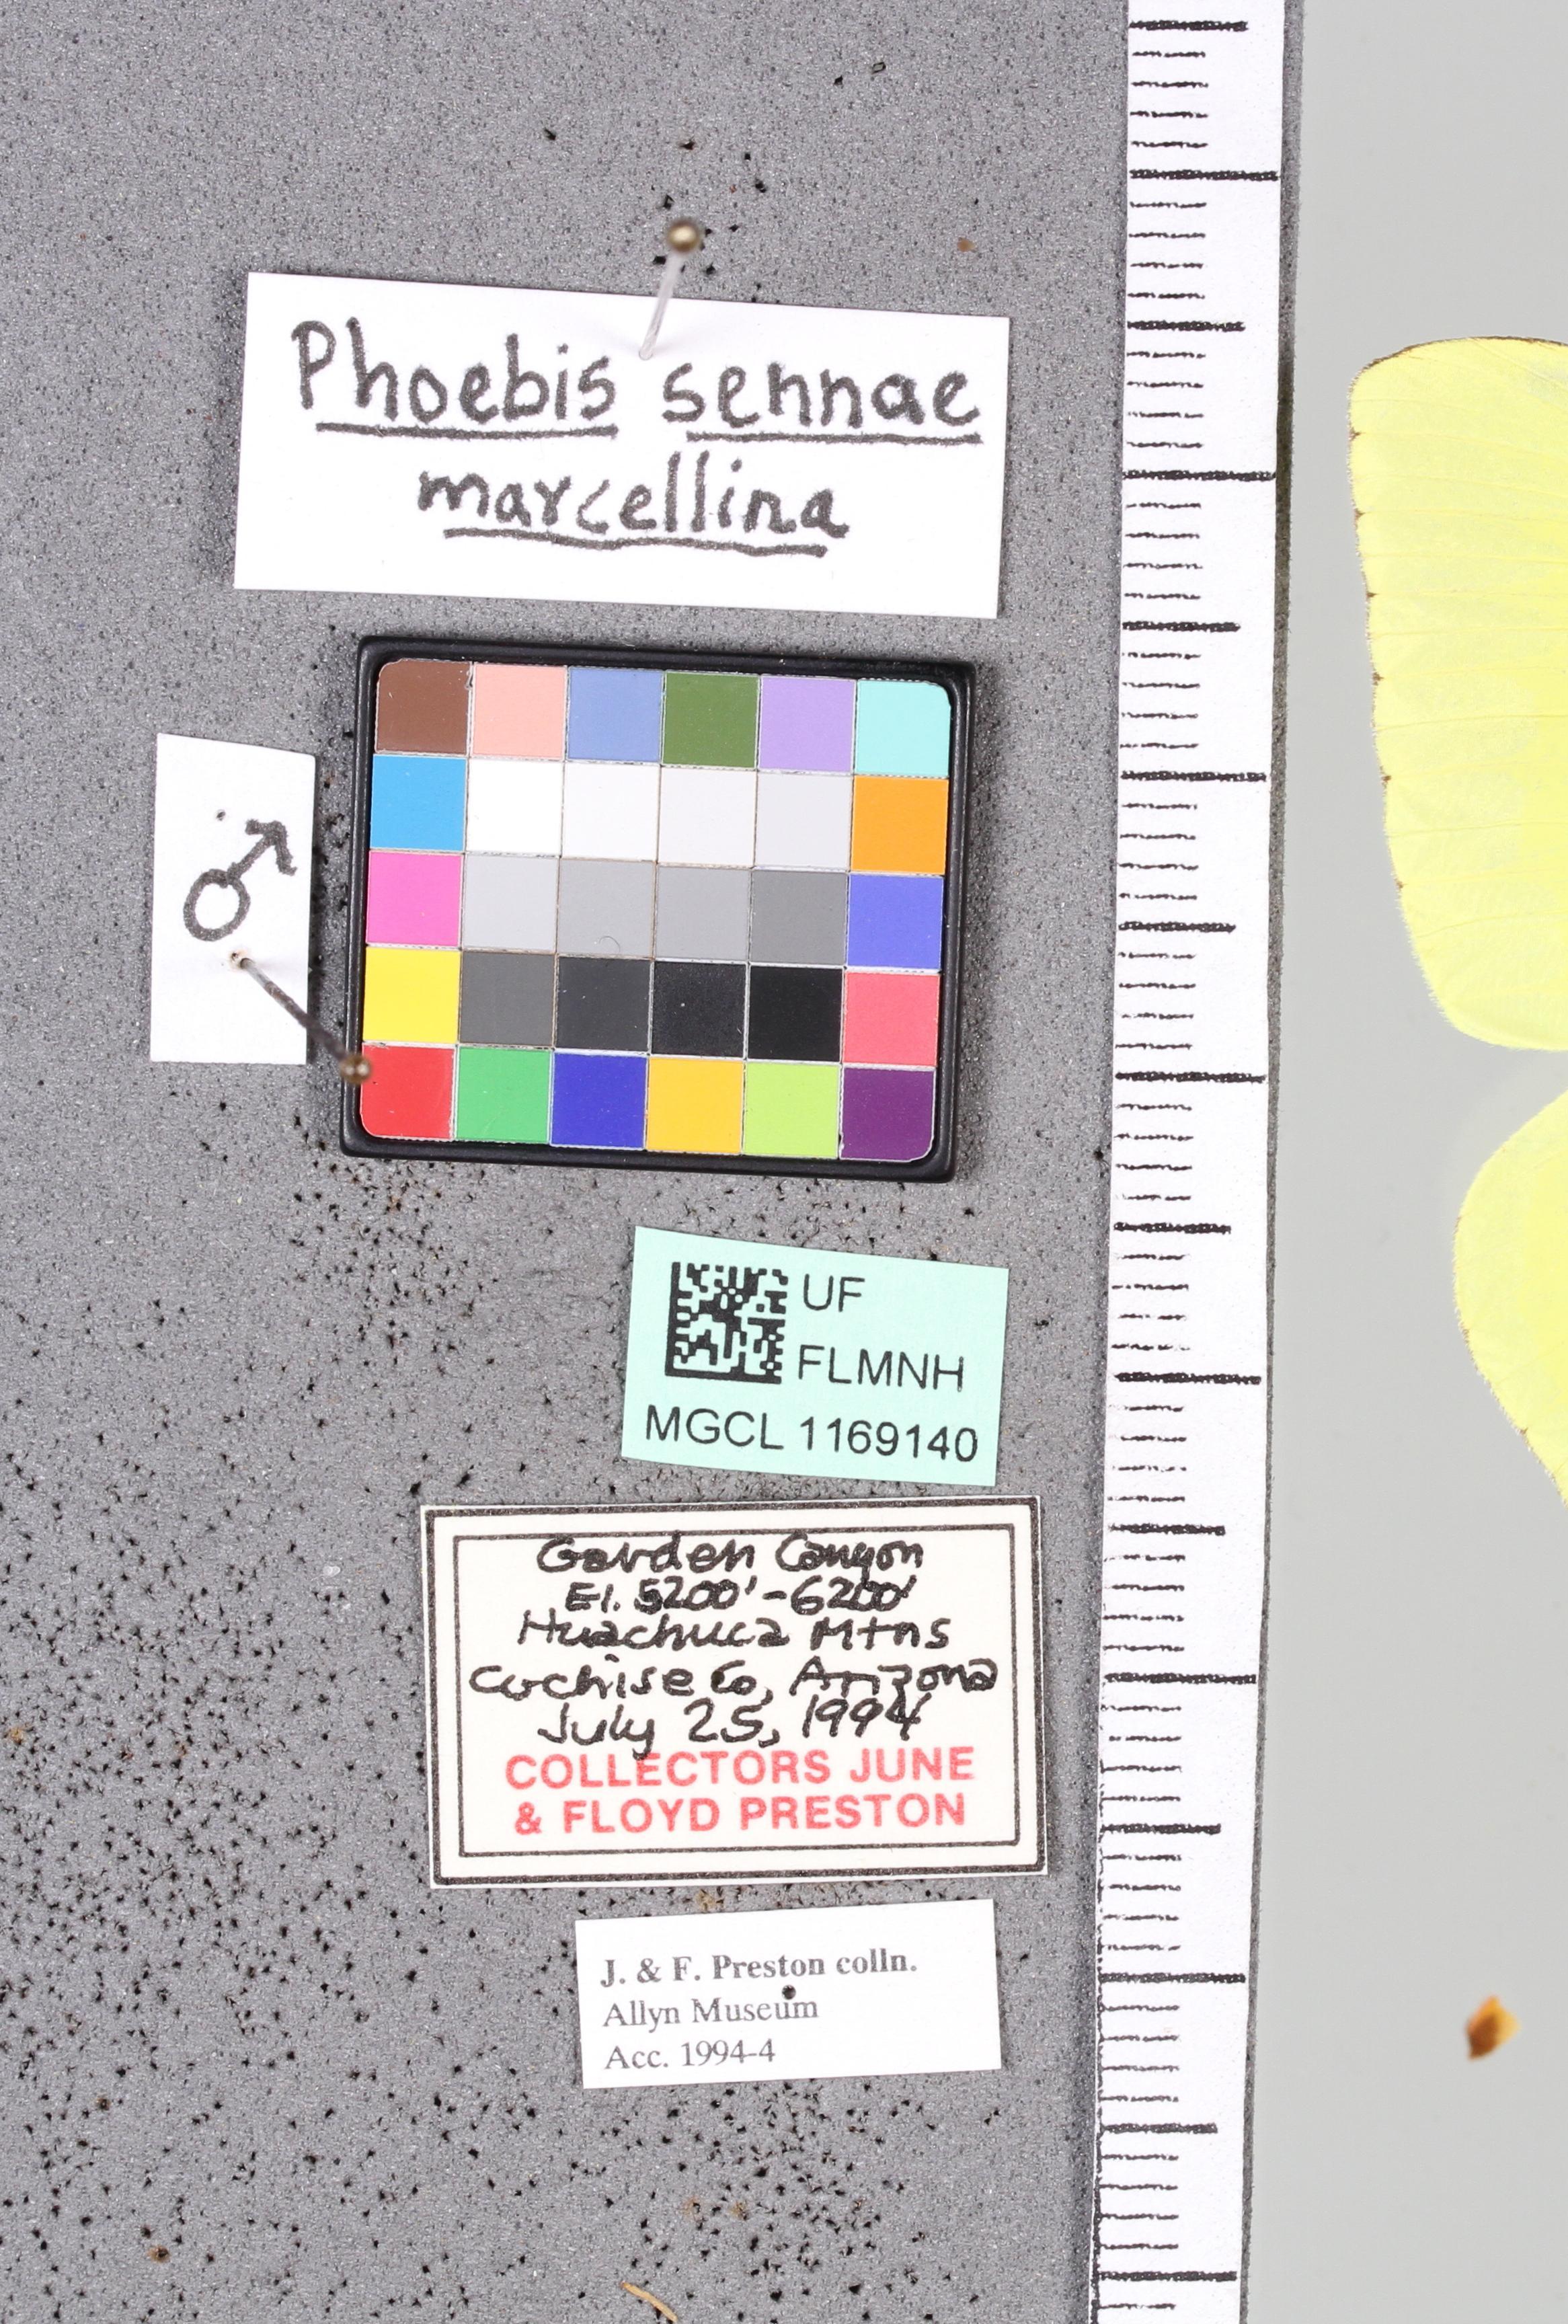 Phoebis sennae
marcellina
♂
UF
FLMNH
MGCL 1169140
Garden Canyon
El. 5200'-6200'
Huachuca Mtns
Cochise Co, Arizona
July 25, 1994
COLLECTORS JUNE
& FLOYD PRESTON
J. & F. Preston colln.
Allyn Museum
Acc. 1994-4